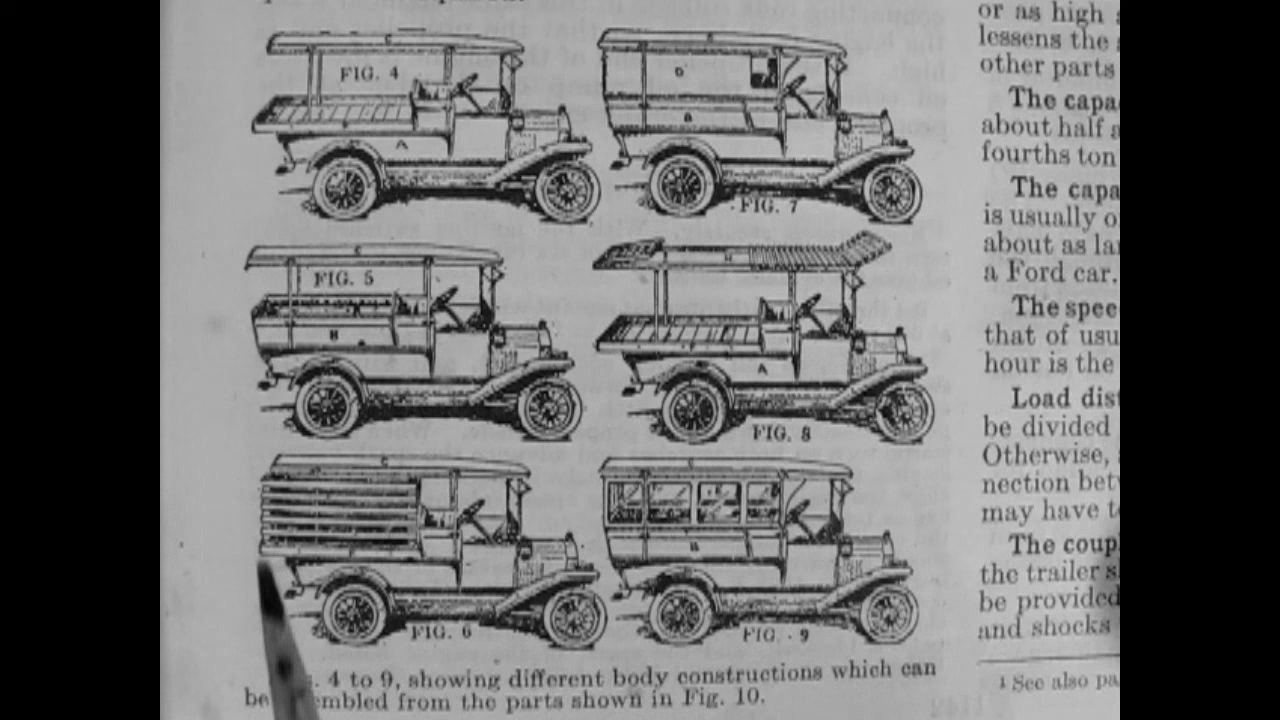 FIG. 4
FIG. 7
FIG. 5
FIG. 8
FIG. 6
FIG. 9
4 to 9, showing different body constructions which can
from the parts shown in Fig. 10.
or as high
lessens the
other parts
The capa
about half a
fourths ton
The capa
is usually o
about as la
a Ford car.
The spee
that of usu
hour is the
Load dist
be divided
Otherwise,
nection bet
may have t
The coup
the trailer s
be provided
and shocks
1 See also pa